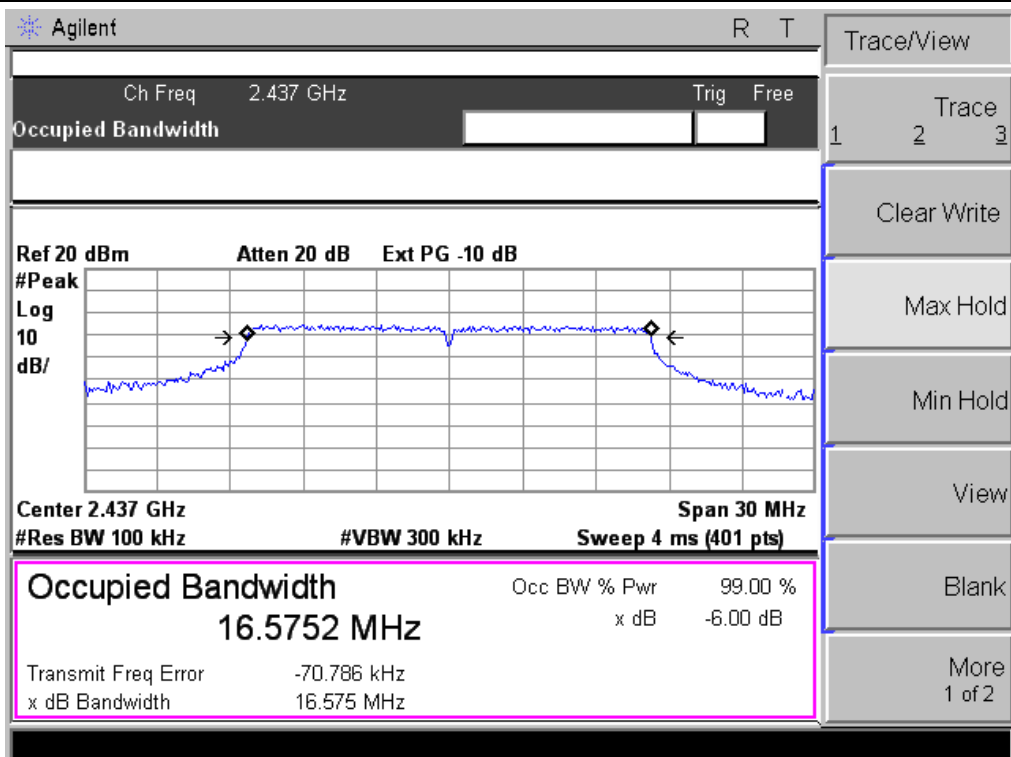 Agilent R T
Ch Freq 2.437 GHz Trig Free
Occupied Bandwidth
Ref 20 dBm Atten 20 dB Ext PG -10 dB
#Peak
Log
10
dB/
Center 2.437 GHz Span 30 MHz
#Res BW 100 kHz #VBW 300 kHz Sweep 4 ms (401 pts)
Occupied Bandwidth Occ BW % Pwr 99.00 %
16.5752 MHz x dB -6.00 dB
Transmit Freq Error -70.786 kHz
x dB Bandwidth 16.575 MHz
Trace/View
Trace
1 2 3
Clear Write
Max Hold
Min Hold
View
Blank
More
1 of 2